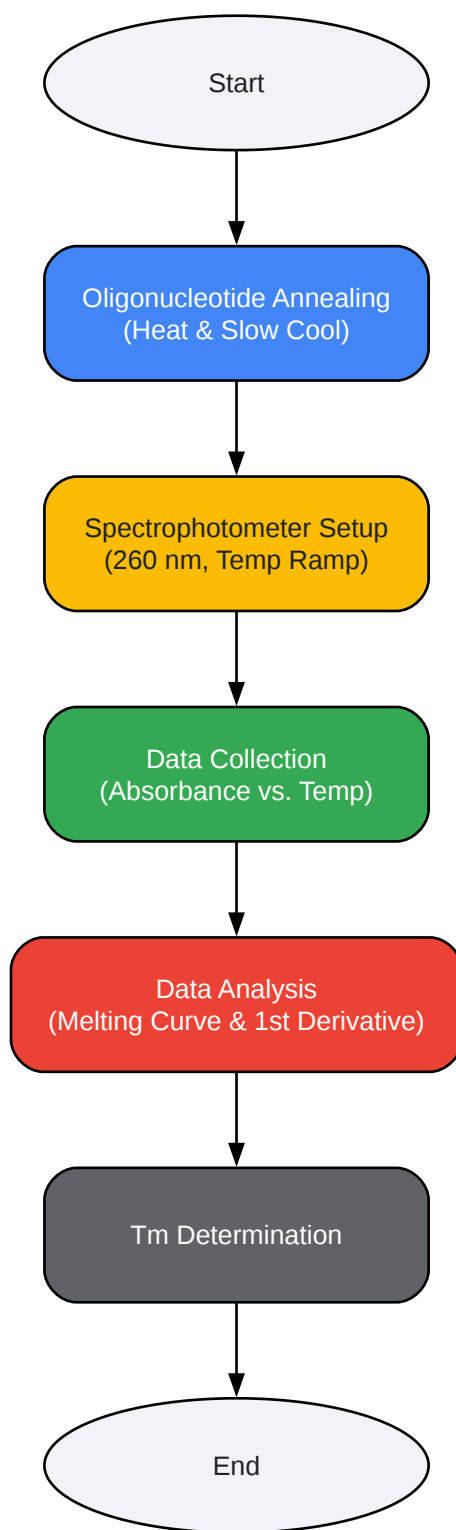 Start
Oligonucleotide Annealing
(Heat & Slow Cool)
Spectrophotometer Setup
(260 nm, Temp Ramp)
Data Collection
(Absorbance vs. Temp)
Data Analysis
(Melting Curve & 1st Derivative)
Tm Determination
End